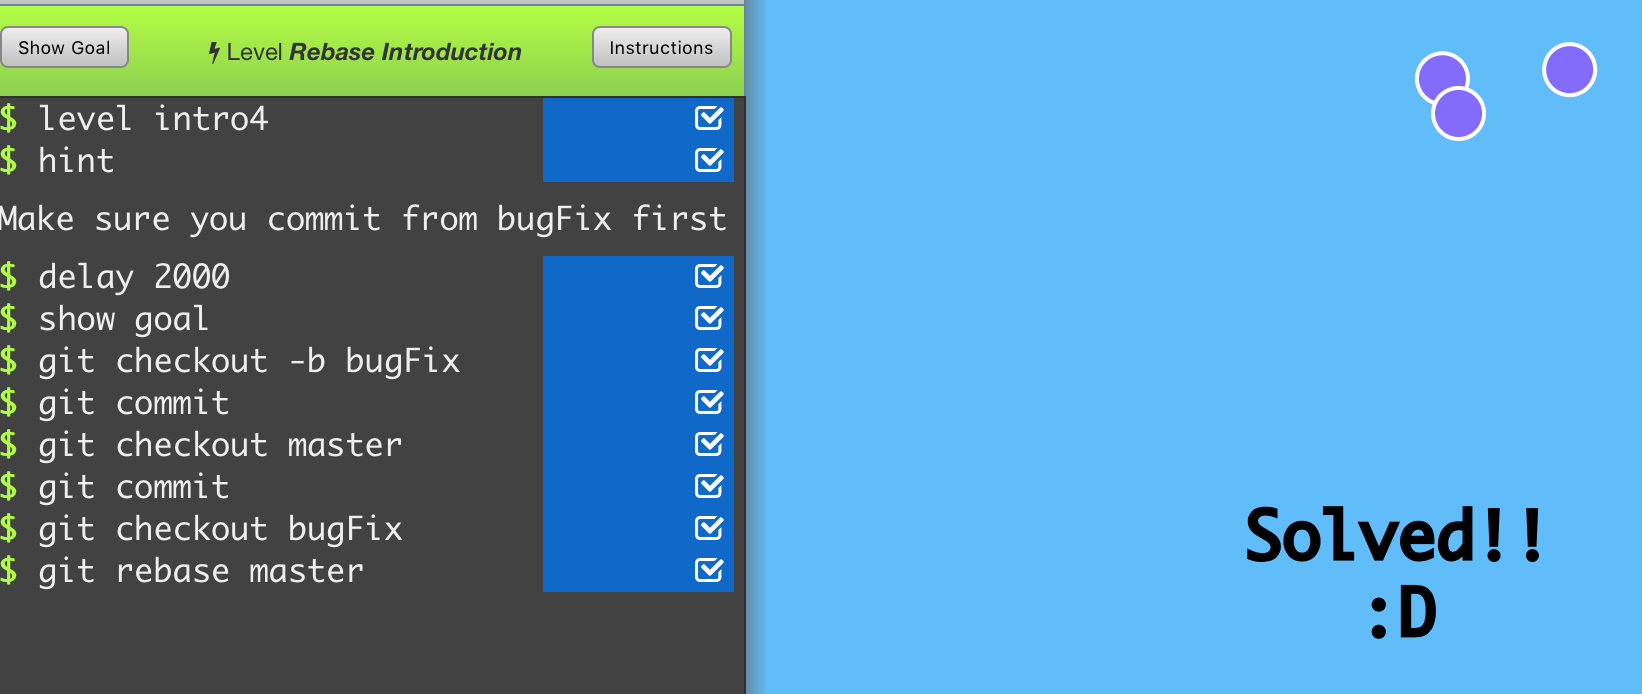 Show Goal
Level Rebase Introduction
Instructions
$ level intro4
$ hint
Make sure you commit from bugFix first
$ delay 2000
$ show goal
$ git checkout -b bugFix
$ git commit
$ git checkout master
$ git commit
$ git checkout bugFix
$ git rebase master
Solved!!
:D